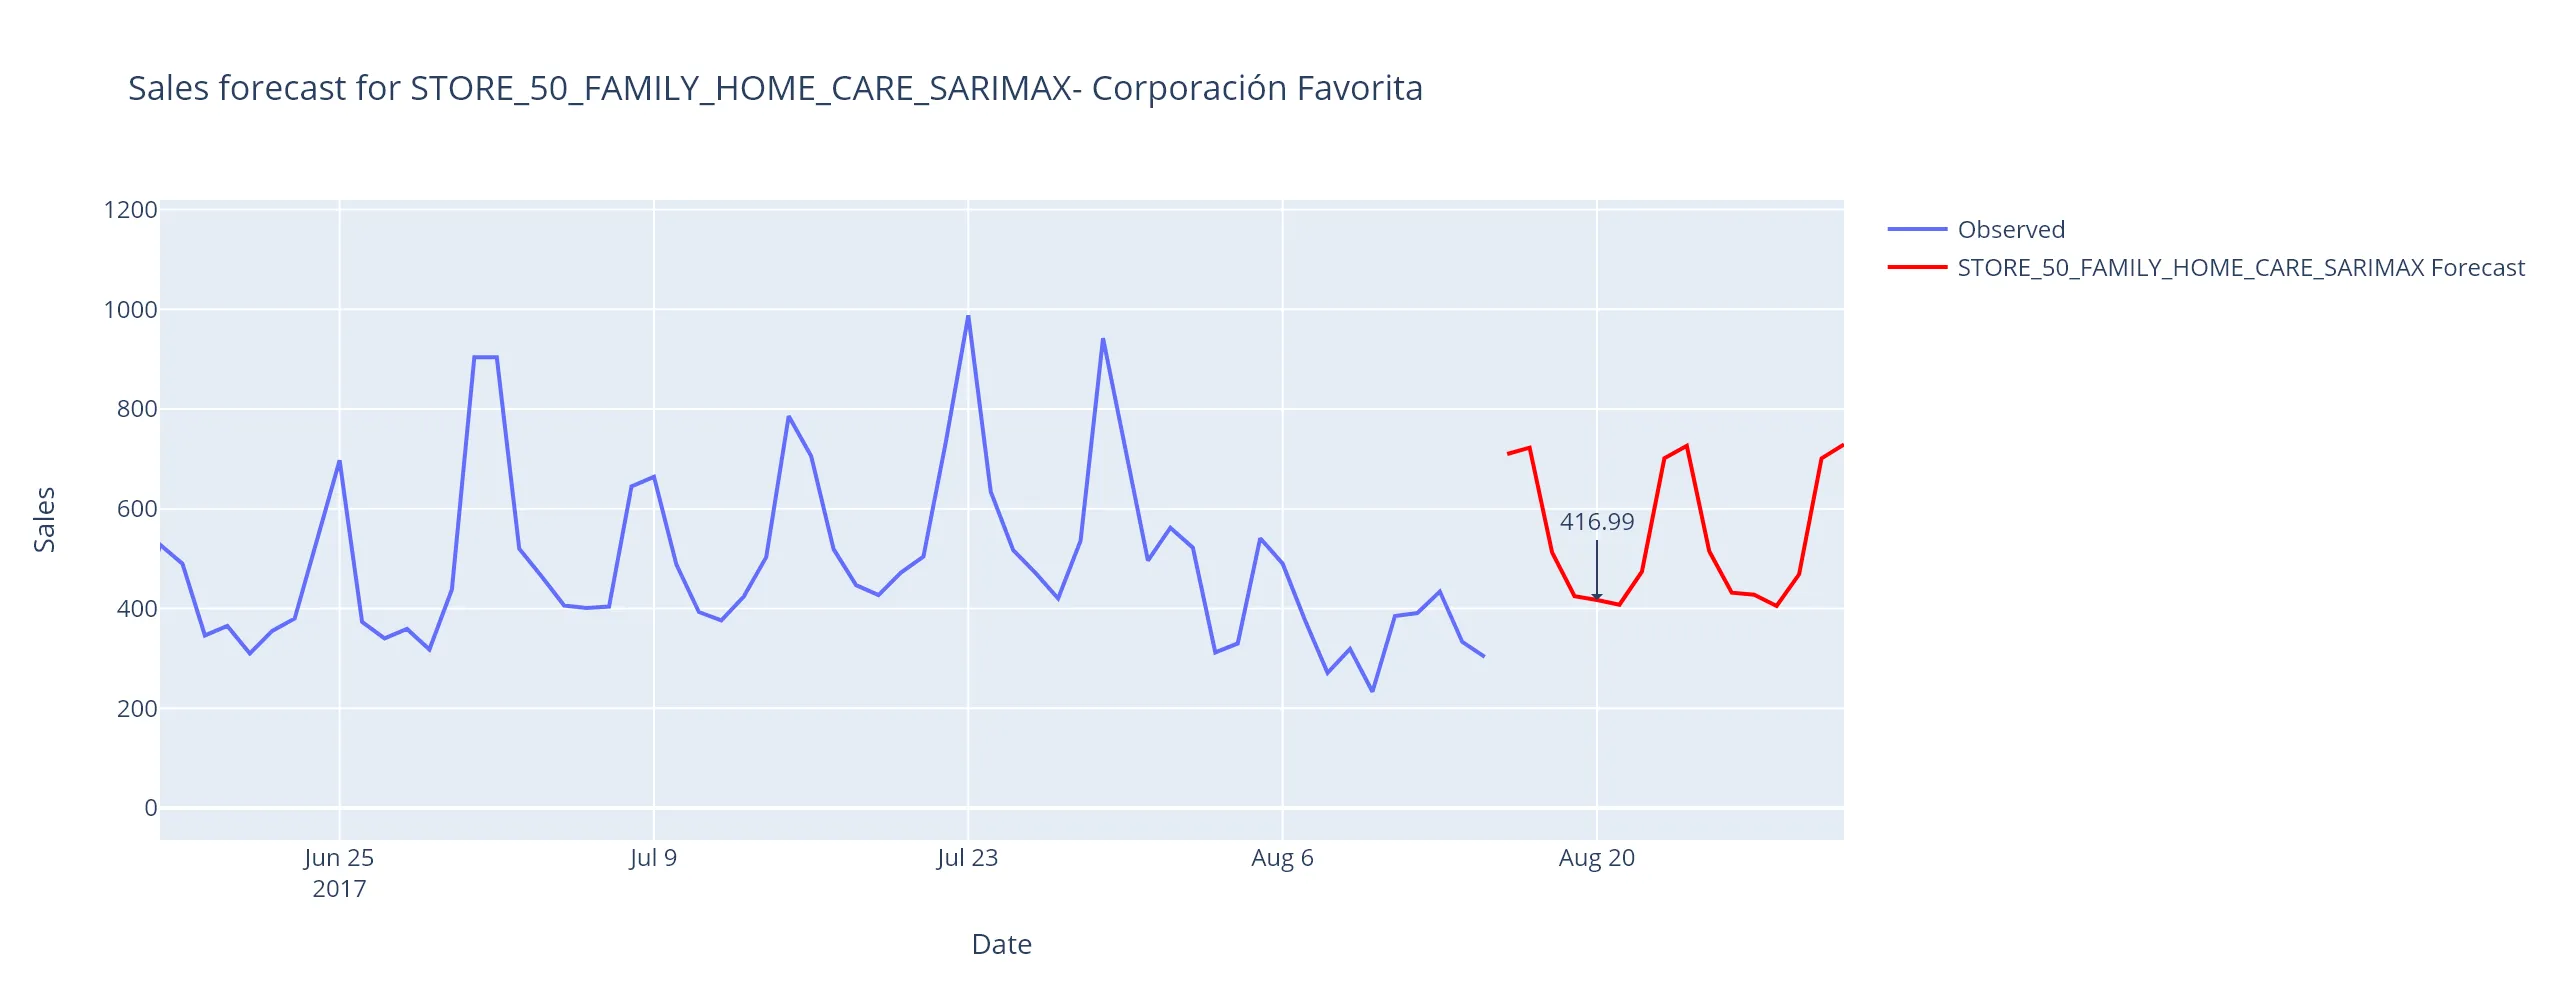 Sales forecast for STORE_50_FAMILY_HOME_CARE_SARIMAX- Corporación Favorita
Observed
STORE_50_FAMILY_HOME_CARE_SARIMAX Forecast
Sales
1200
1000
800
600
400
200
0
416.99
Jun 25
2017
Jul 9
Jul 23
Aug 6
Aug 20
Date